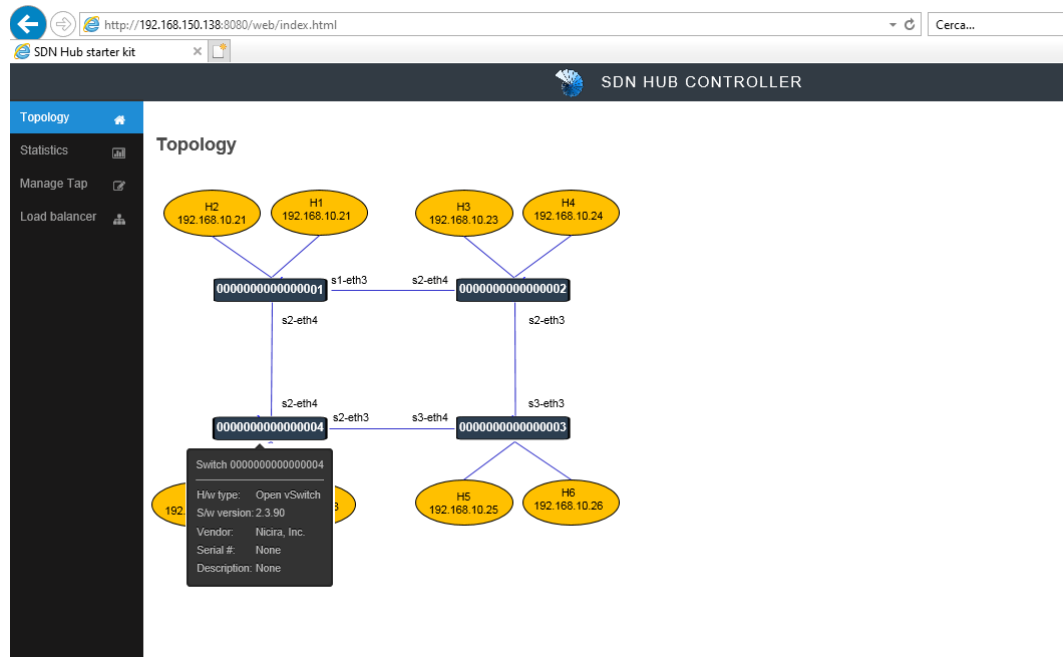 http://192.168.150.138:8080/web/index.html
Cerca...
SDN Hub starter kit
SDN HUB CONTROLLER
Topology
Statistics
Manage Tap
Load balancer
Topology
H2
192.168.10.21
H1
192.168.10.21
H3
192.168.10.23
H4
192.168.10.24
0000000000000001
s1-eth3
s2-eth4
0000000000000002
s2-eth4
s2-eth3
s2-eth4
s3-eth3
0000000000000004
s2-eth3
s3-eth4
0000000000000003
Switch 0000000000000004
H/w type: Open vSwitch
S/w version: 2.3.90
Vendor: Nicira, Inc.
Serial #: None
Description: None
192.
H5
192.168.10.25
H6
192.168.10.26